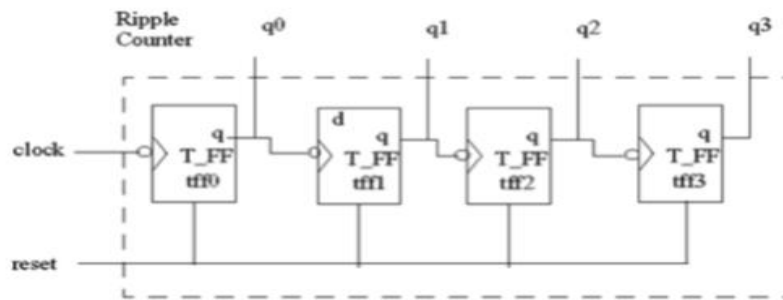 Ripple
Counter
q0
q1
q2
q3
clock
q
T_FF
tff0
d
q
T_FF
tff1
q
T_FF
tff2
q
T_FF
tff3
reset